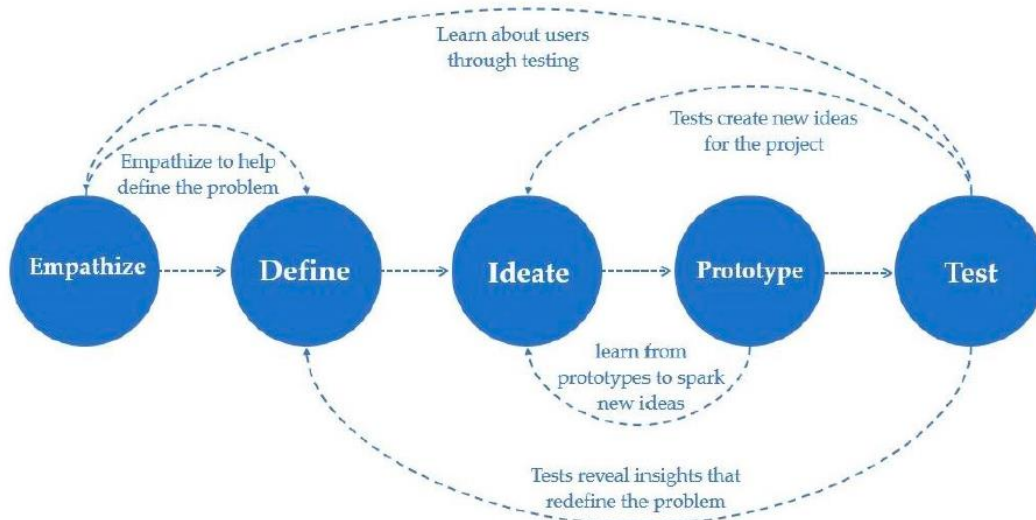 Learn about users
through testing
Tests create new ideas
for the project
Empathize to help
define the problem
Empathize
Define
Ideate
Prototype
Test
learn from
prototypes to spark
new ideas
Tests reveal insights that
redefine the problem